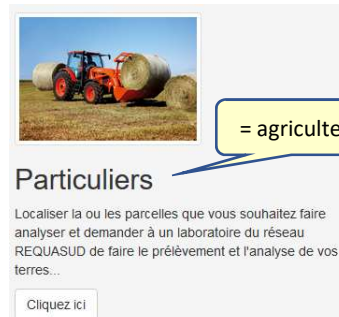 = agricult
Particuliers
Localiser la ou les parcelles que vous souhaitez faire
analyser et demander à un laboratoire du réseau
REQUASUD de faire le prélèvement et l'analyse de vos
terres...
Cliquez ici